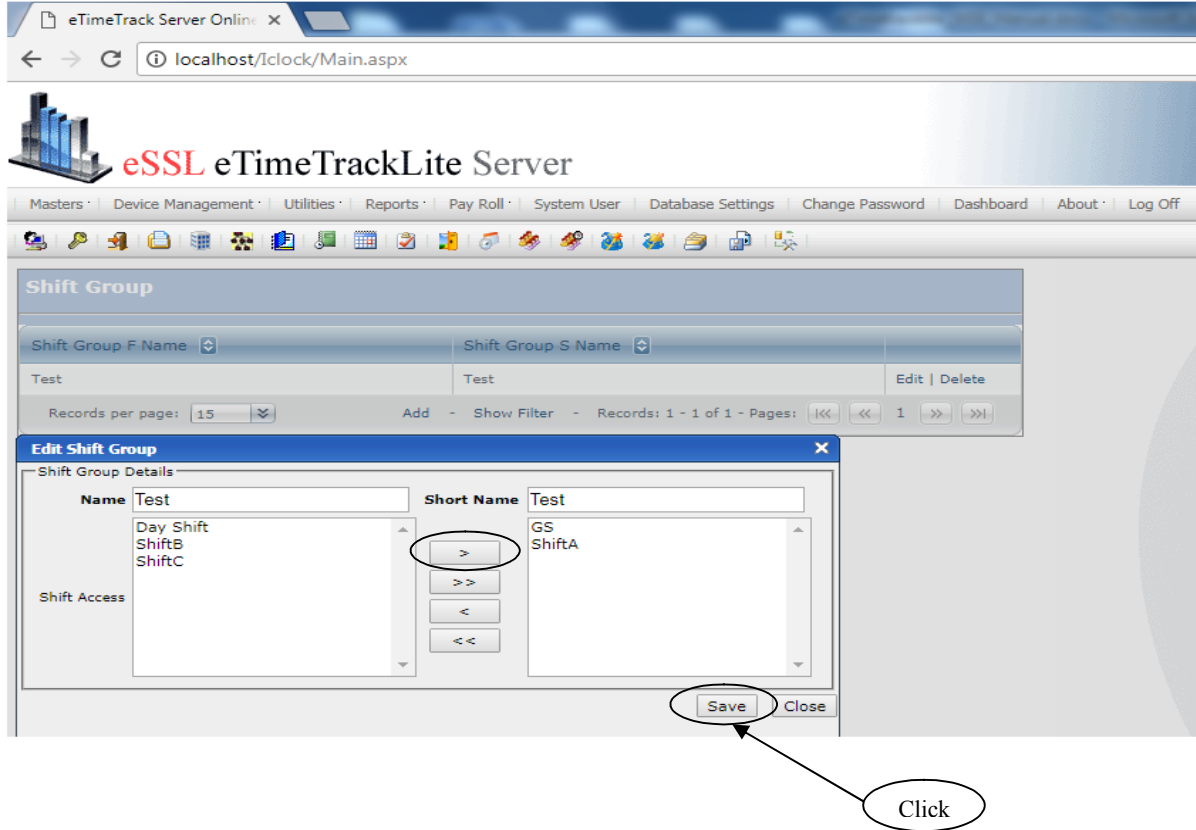 eTimeTrack Server Online
localhost/Iclock/Main.aspx
eSSL eTimeTrackLite Server
Masters Device Management Utilities Reports Pay Roll System User Database Settings Change Password Dashboard About Log Off
Shift Group
Shift Group F Name Shift Group S Name
Test Test Edit | Delete
Records per page: 15 Add - Show Filter - Records: 1 - 1 of 1 - Pages: |<< << 1 >> >>|
Edit Shift Group
Shift Group Details
Name Test Short Name Test
Day Shift GS
ShiftB ShiftA
ShiftC
>
>>
Shift Access
<
<<
Save Close
Click